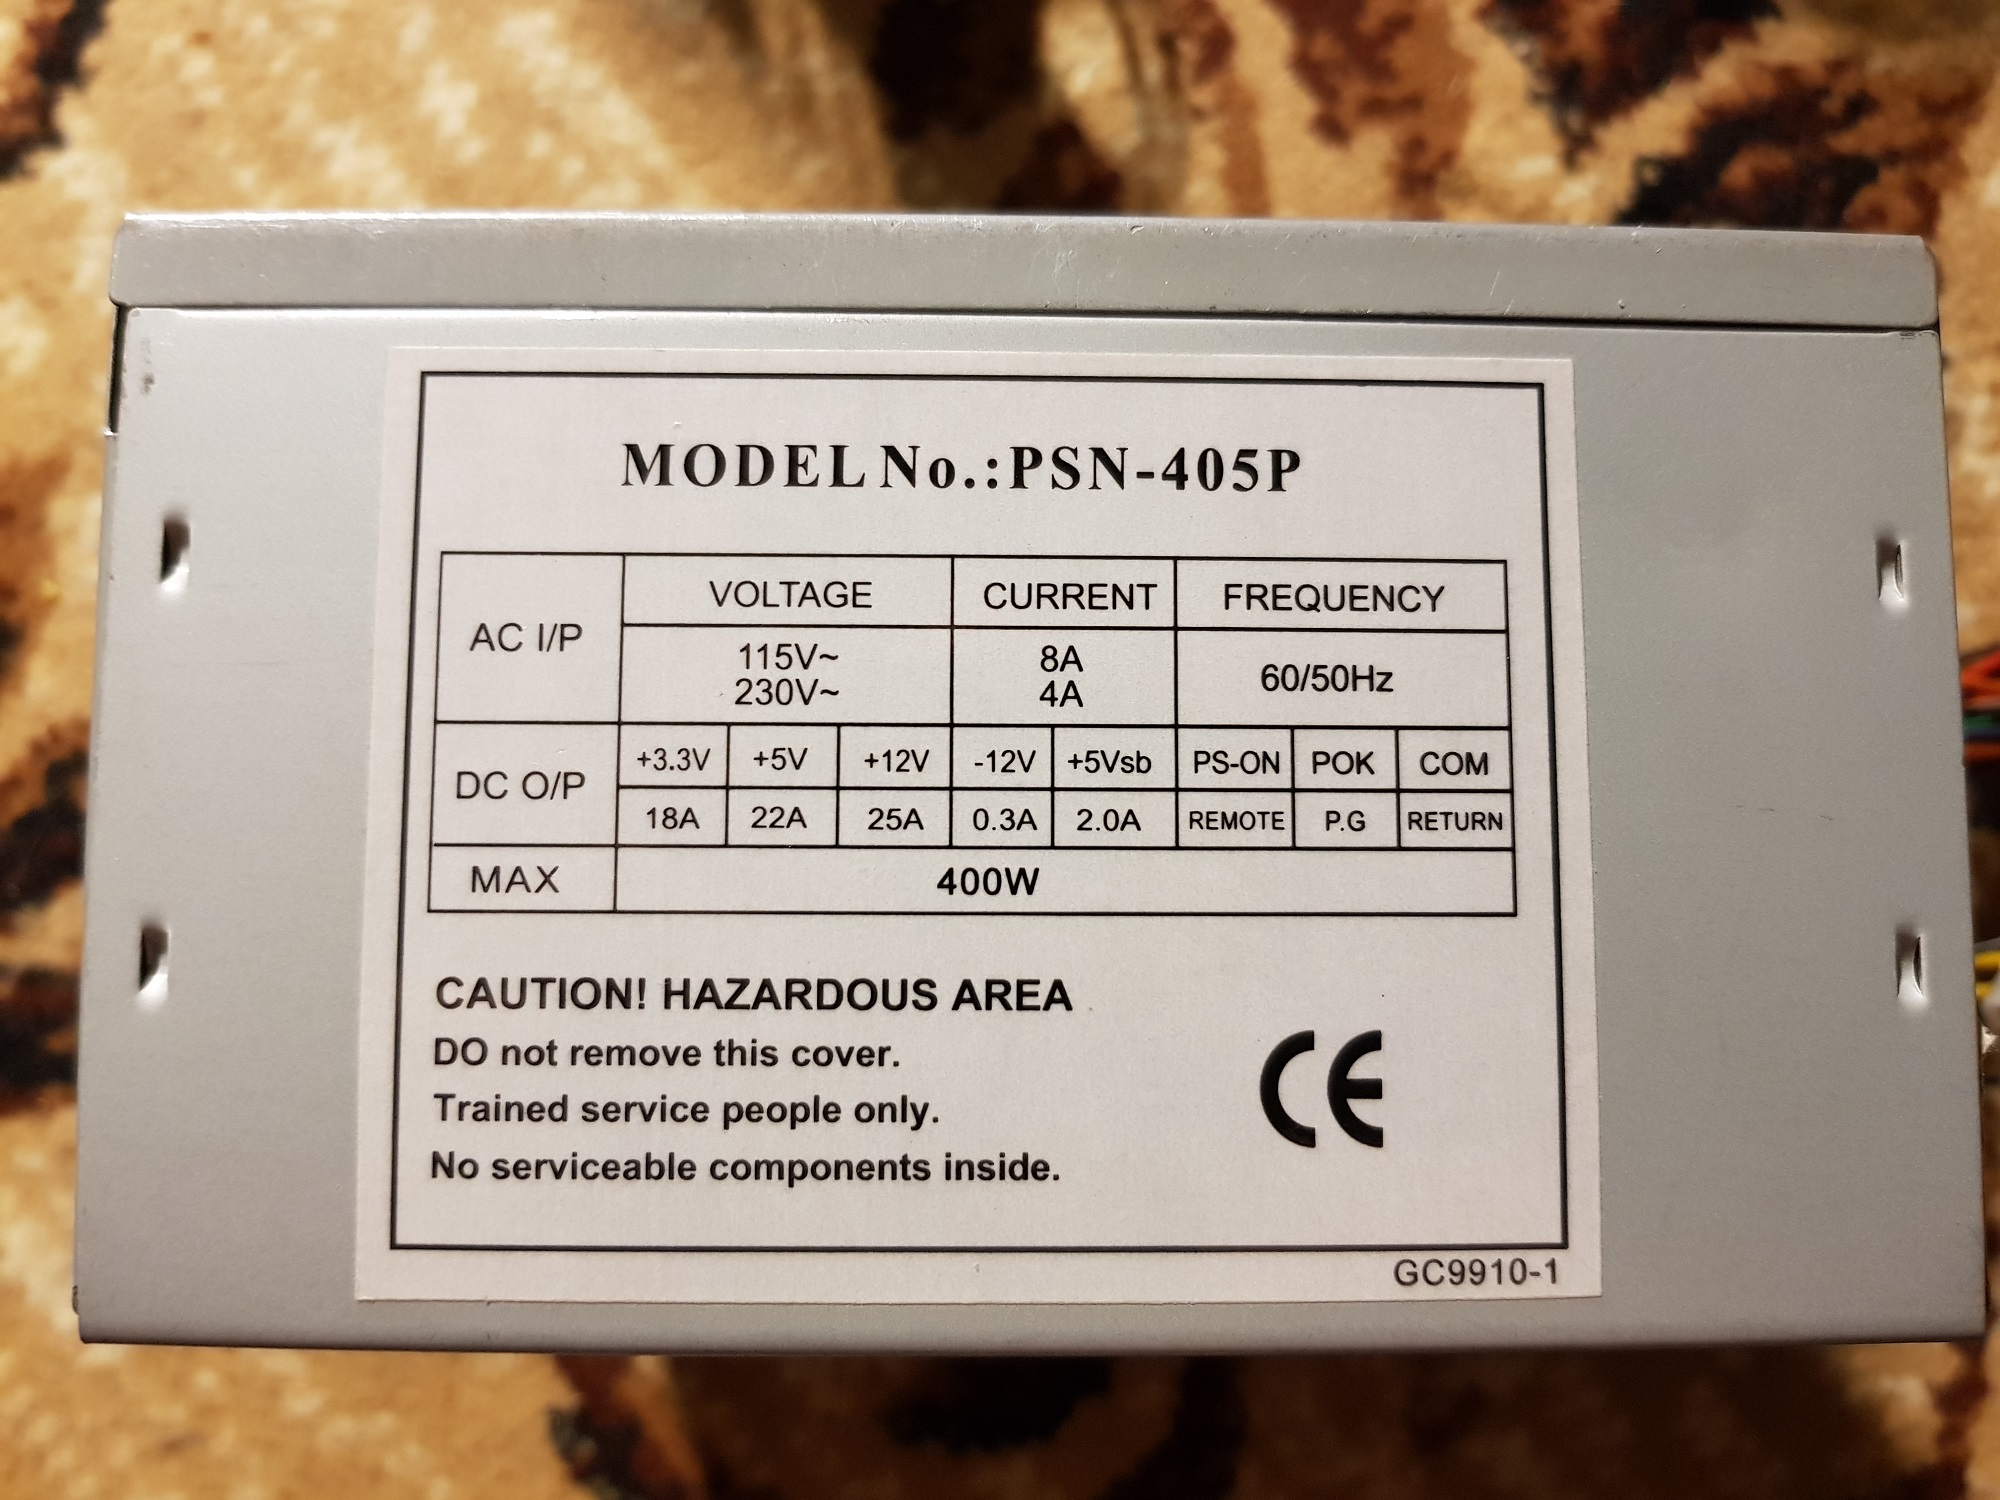 MODEL No.:PSN-405P
AC I/P VOLTAGE CURRENT FREQUENCY
115V~ 8A 60/50Hz
230V~ 4A
DC O/P +3.3V +5V +12V -12V +5Vsb PS-ON POK COM
18A 22A 25A 0.3A 2.0A REMOTE P.G RETURN
MAX 400W
CAUTION! HAZARDOUS AREA
DO not remove this cover.
Trained service people only.
No serviceable components inside.
CE
GC9910-1